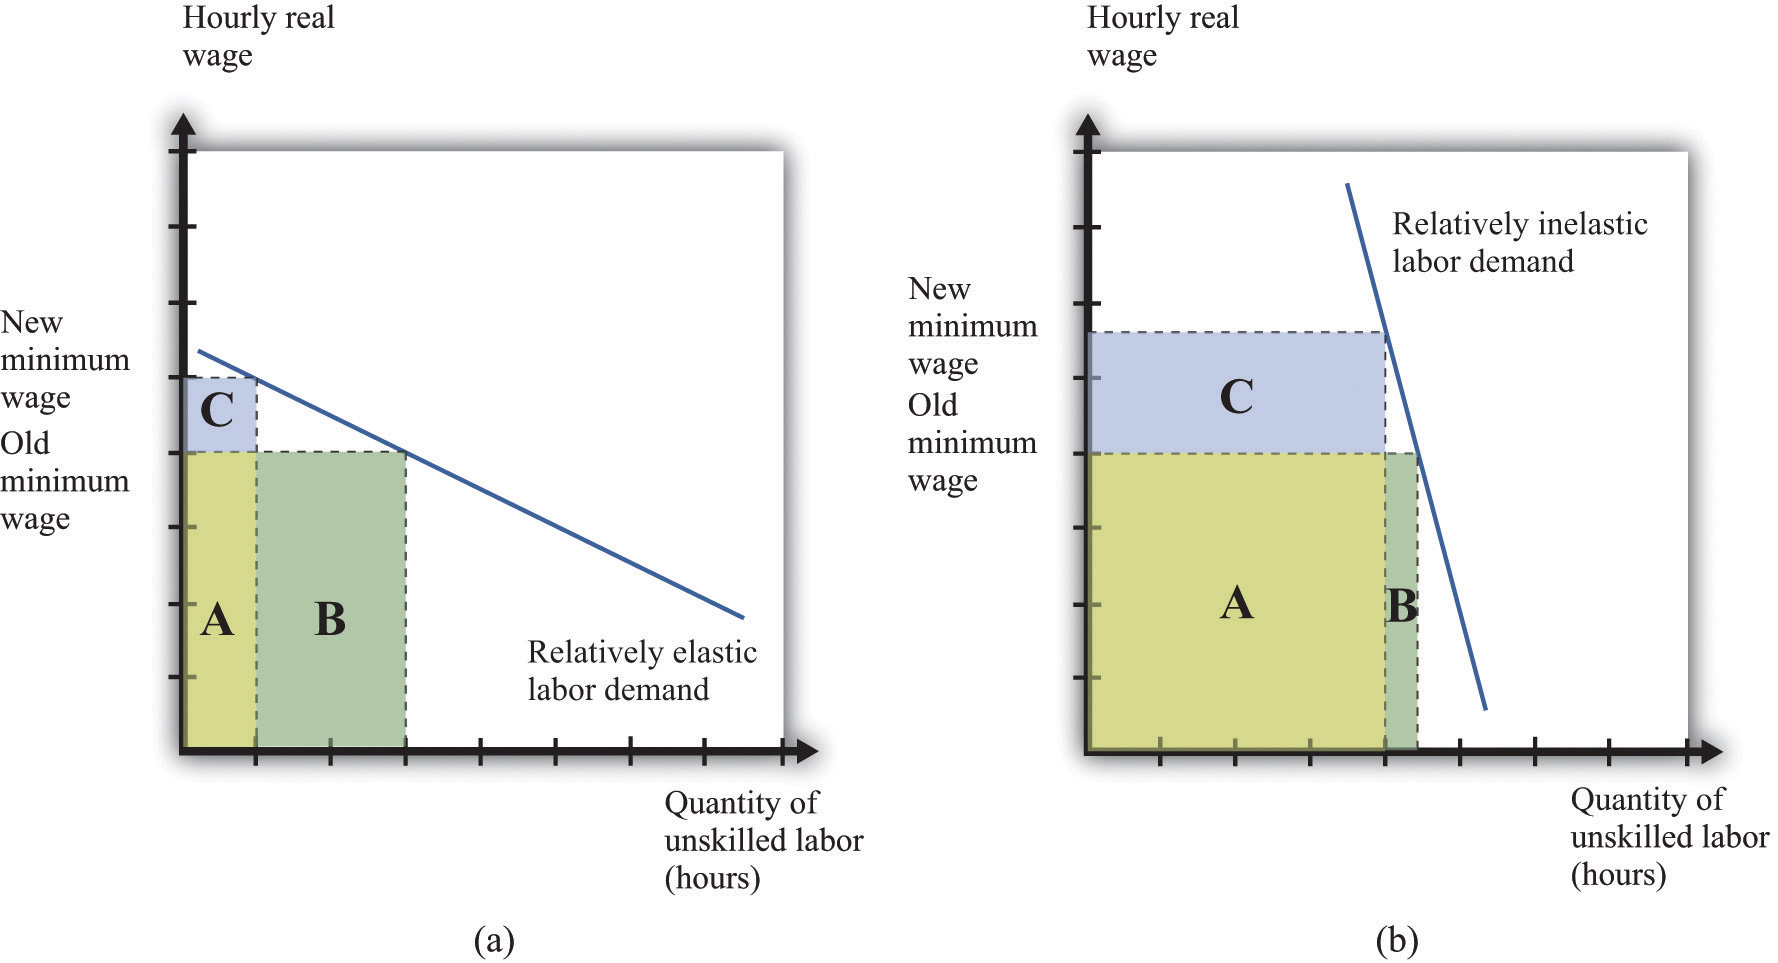 Hourly real
wage
New
minimum
wage
Old
minimum
wage
C
A
B
Relatively elastic
labor demand
Quantity of
unskilled labor
(hours)
(a)
Hourly real
wage
New
minimum
wage
Old
minimum
wage
Relatively inelastic
labor demand
C
A
B
Quantity of
unskilled labor
(hours)
(b)